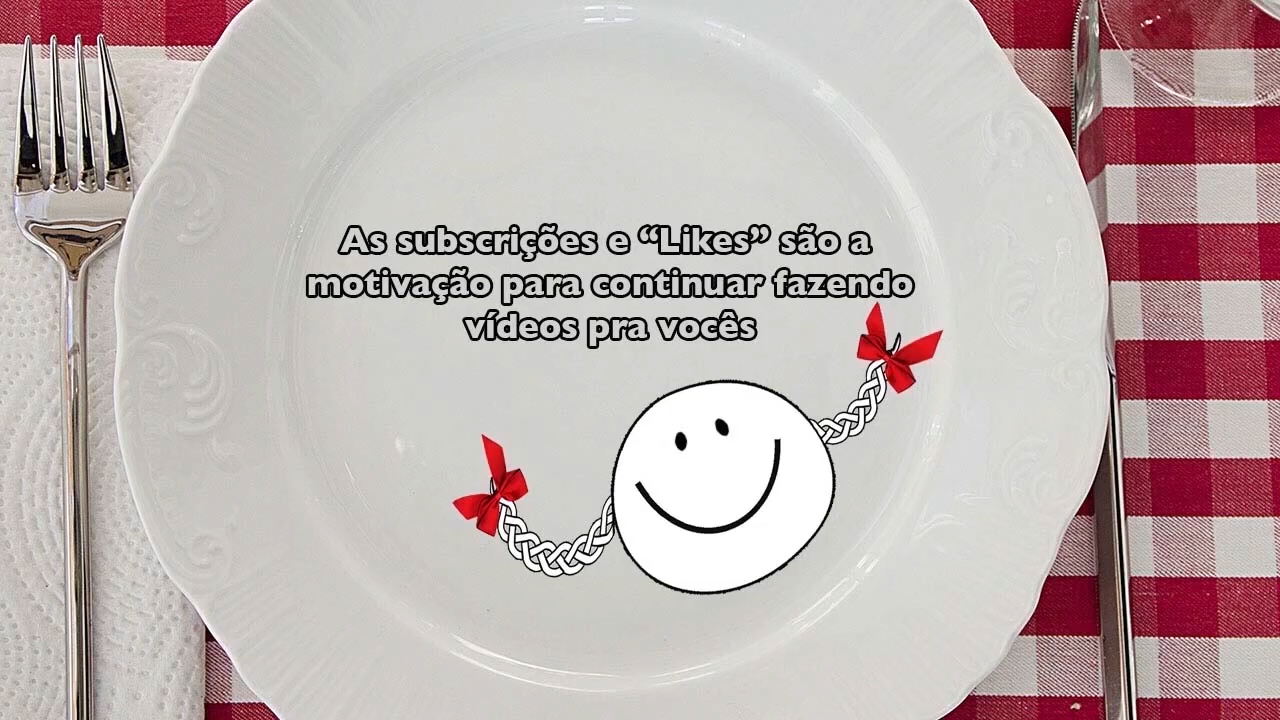 As subscrições e “Likes” são a
motivação para continuar fazendo
vídeos pra vocês